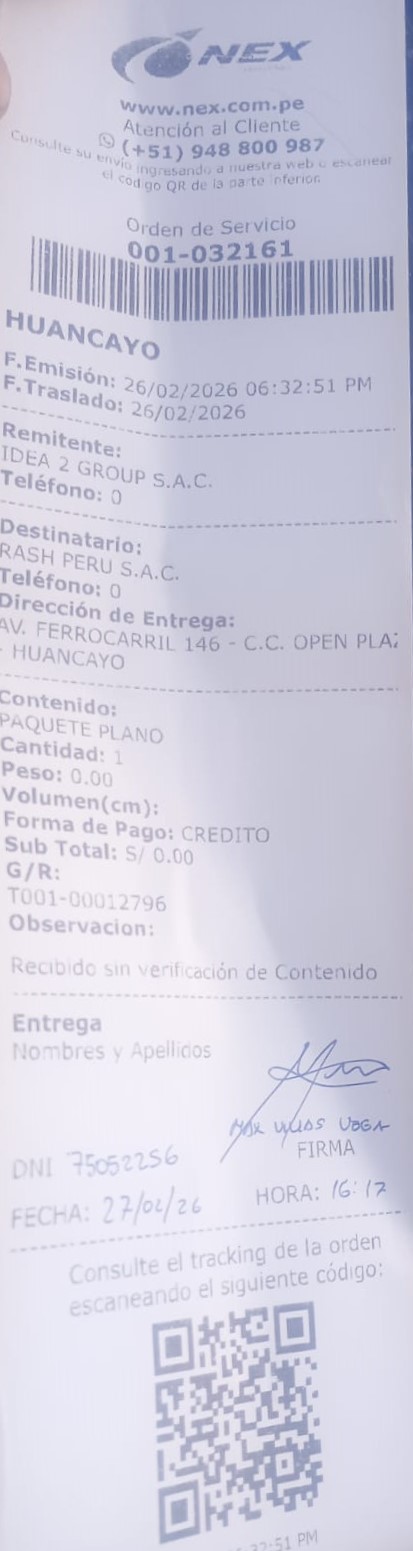 NEX
www.nex.com.pe
Atención al Cliente
(+51) 948 800 987
Consulte su envío ingresando a nuestra web o escanear
el código QR de la parte inferior.
Orden de Servicio
001-032161
HUANCAYO
F.Emisión: 26/02/2026 06:32:51 PM
F.Traslado: 26/02/2026
Remitente:
IDEA 2 GROUP S.A.C.
Teléfono: 0
Destinatario:
RASH PERU S.A.C.
Teléfono: 0
Dirección de Entrega:
AV. FERROCARRIL 146 - C.C. OPEN PLAZ
- HUANCAYO
Contenido:
PAQUETE PLANO
Cantidad: 1
Peso: 0.00
Volumen(cm):
Forma de Pago: CREDITO
Sub Total: S/ 0.00
G/R:
T001-00012796
Observacion:
Recibido sin verificación de Contenido
Entrega
Nombres y Apellidos
VEGA
FIRMA
DNI 75052256
FECHA: 27/02/26 HORA: 16:17
Consulte el tracking de la orden
escaneando el siguiente código:
:32:51 PM